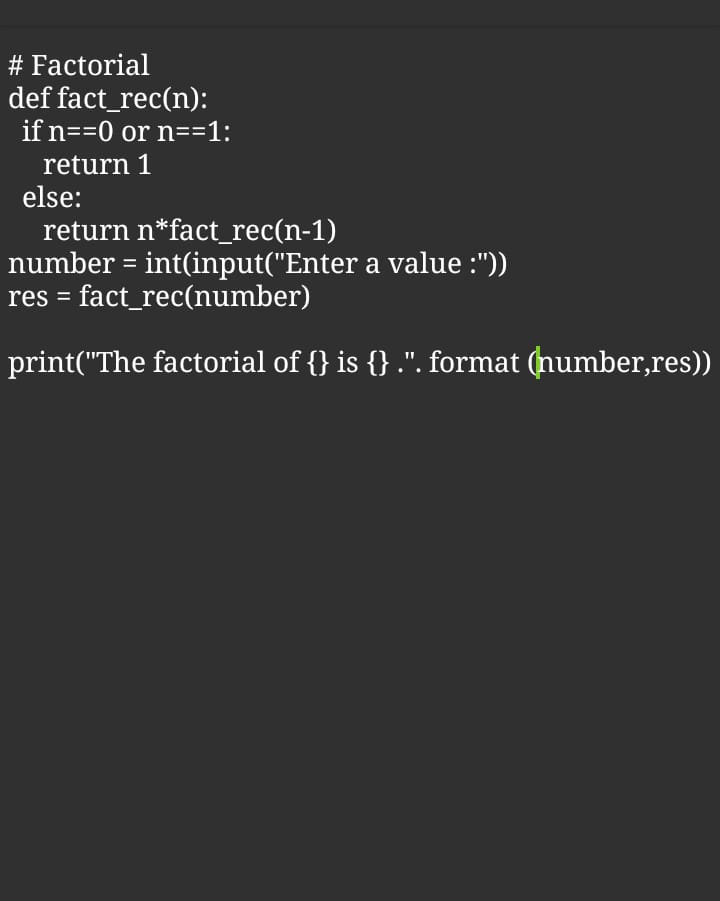 # Factorial
def fact_rec(n):
  if n==0 or n==1:
    return 1
  else:
    return n*fact_rec(n-1)
number = int(input("Enter a value :"))
res = fact_rec(number)

print("The factorial of {} is {} .". format (number,res))